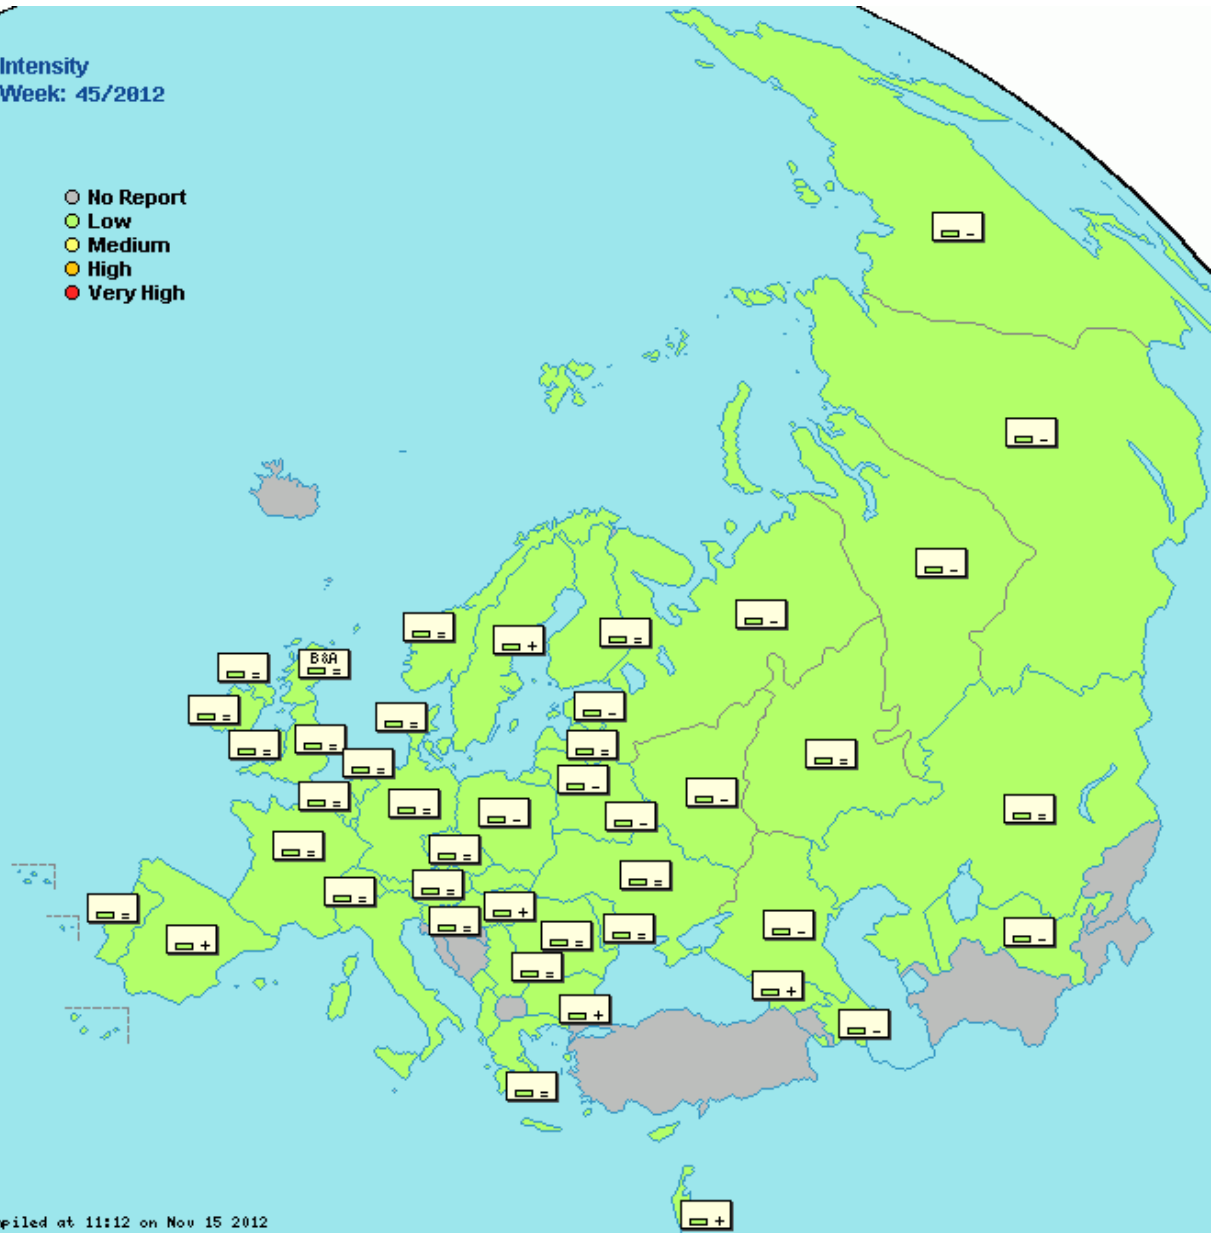 Intensity
Week: 45/2012
No Report
Low
Medium
High
Very High
B&A
piled at 11:12 on Nov 15 2012